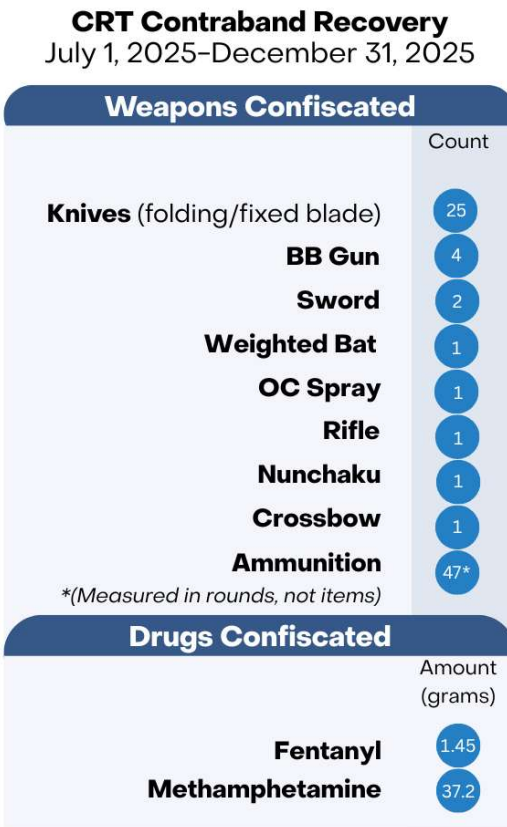 CRT Contraband Recovery
July 1, 2025–December 31, 2025
Weapons Confiscated
Count
Knives (folding/fixed blade) 25
BB Gun 4
Sword 2
Weighted Bat 1
OC Spray 1
Rifle 1
Nunchaku 1
Crossbow 1
Ammunition 47*
*(Measured in rounds, not items)
Drugs Confiscated
Amount
(grams)
Fentanyl 1.45
Methamphetamine 37.2